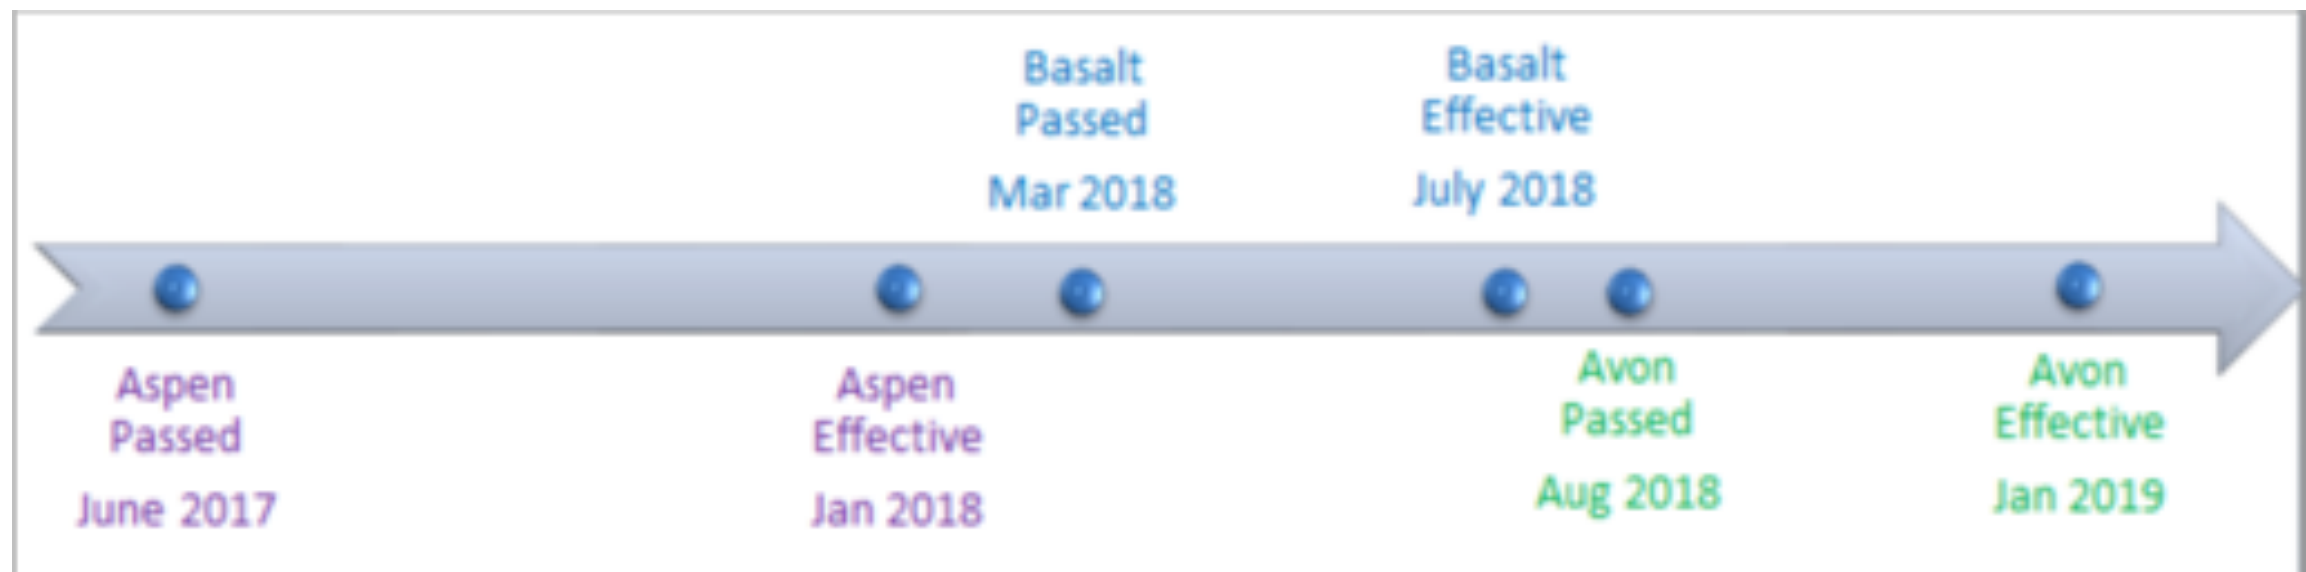 Basalt
Passed
Mar 2018
Basalt
Effective
July 2018
Aspen
Passed
June 2017
Aspen
Effective
Jan 2018
Avon
Passed
Aug 2018
Avon
Effective
Jan 2019